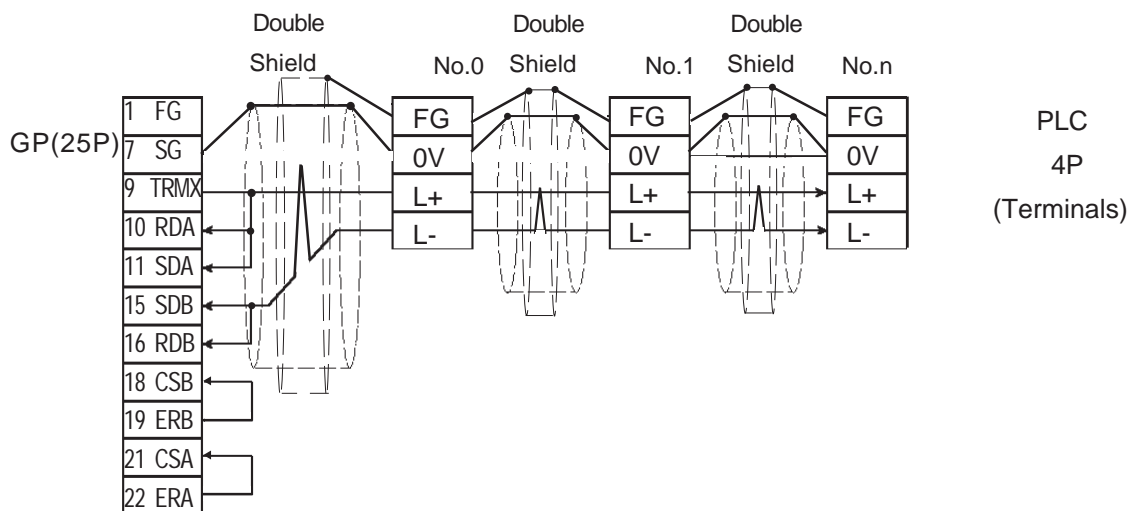 Double Shield
Double Shield
Double Shield
No.0
No.1
No.n
GP(25P)
1 FG
7 SG
9 TRMX
10 RDA
11 SDA
15 SDB
16 RDB
18 CSB
19 ERB
21 CSA
22 ERA
FG
0V
L+
L-
FG
0V
L+
L-
FG
0V
L+
L-
PLC
4P
(Terminals)